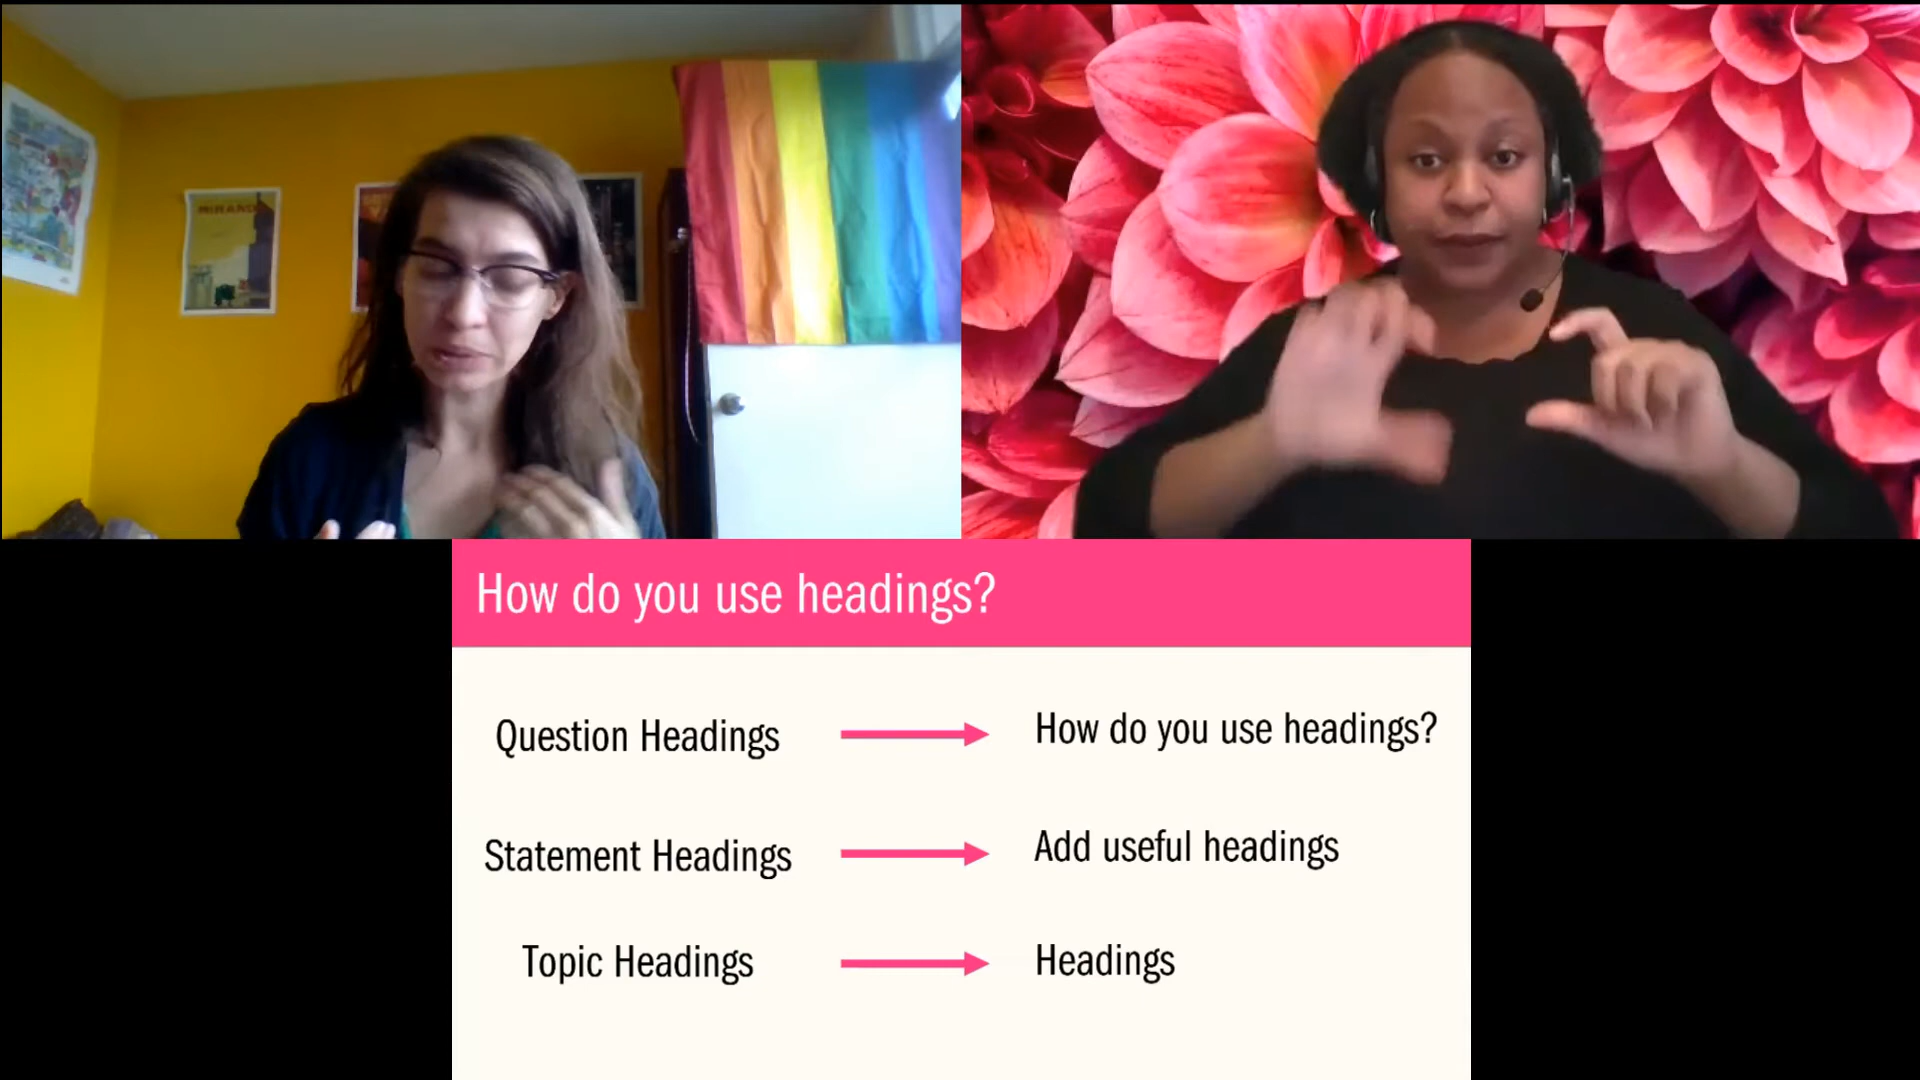 MIRAND
How do you use headings?
Question Headings
How do you use headings?
Statement Headings
Add useful headings
Topic Headings
Headings